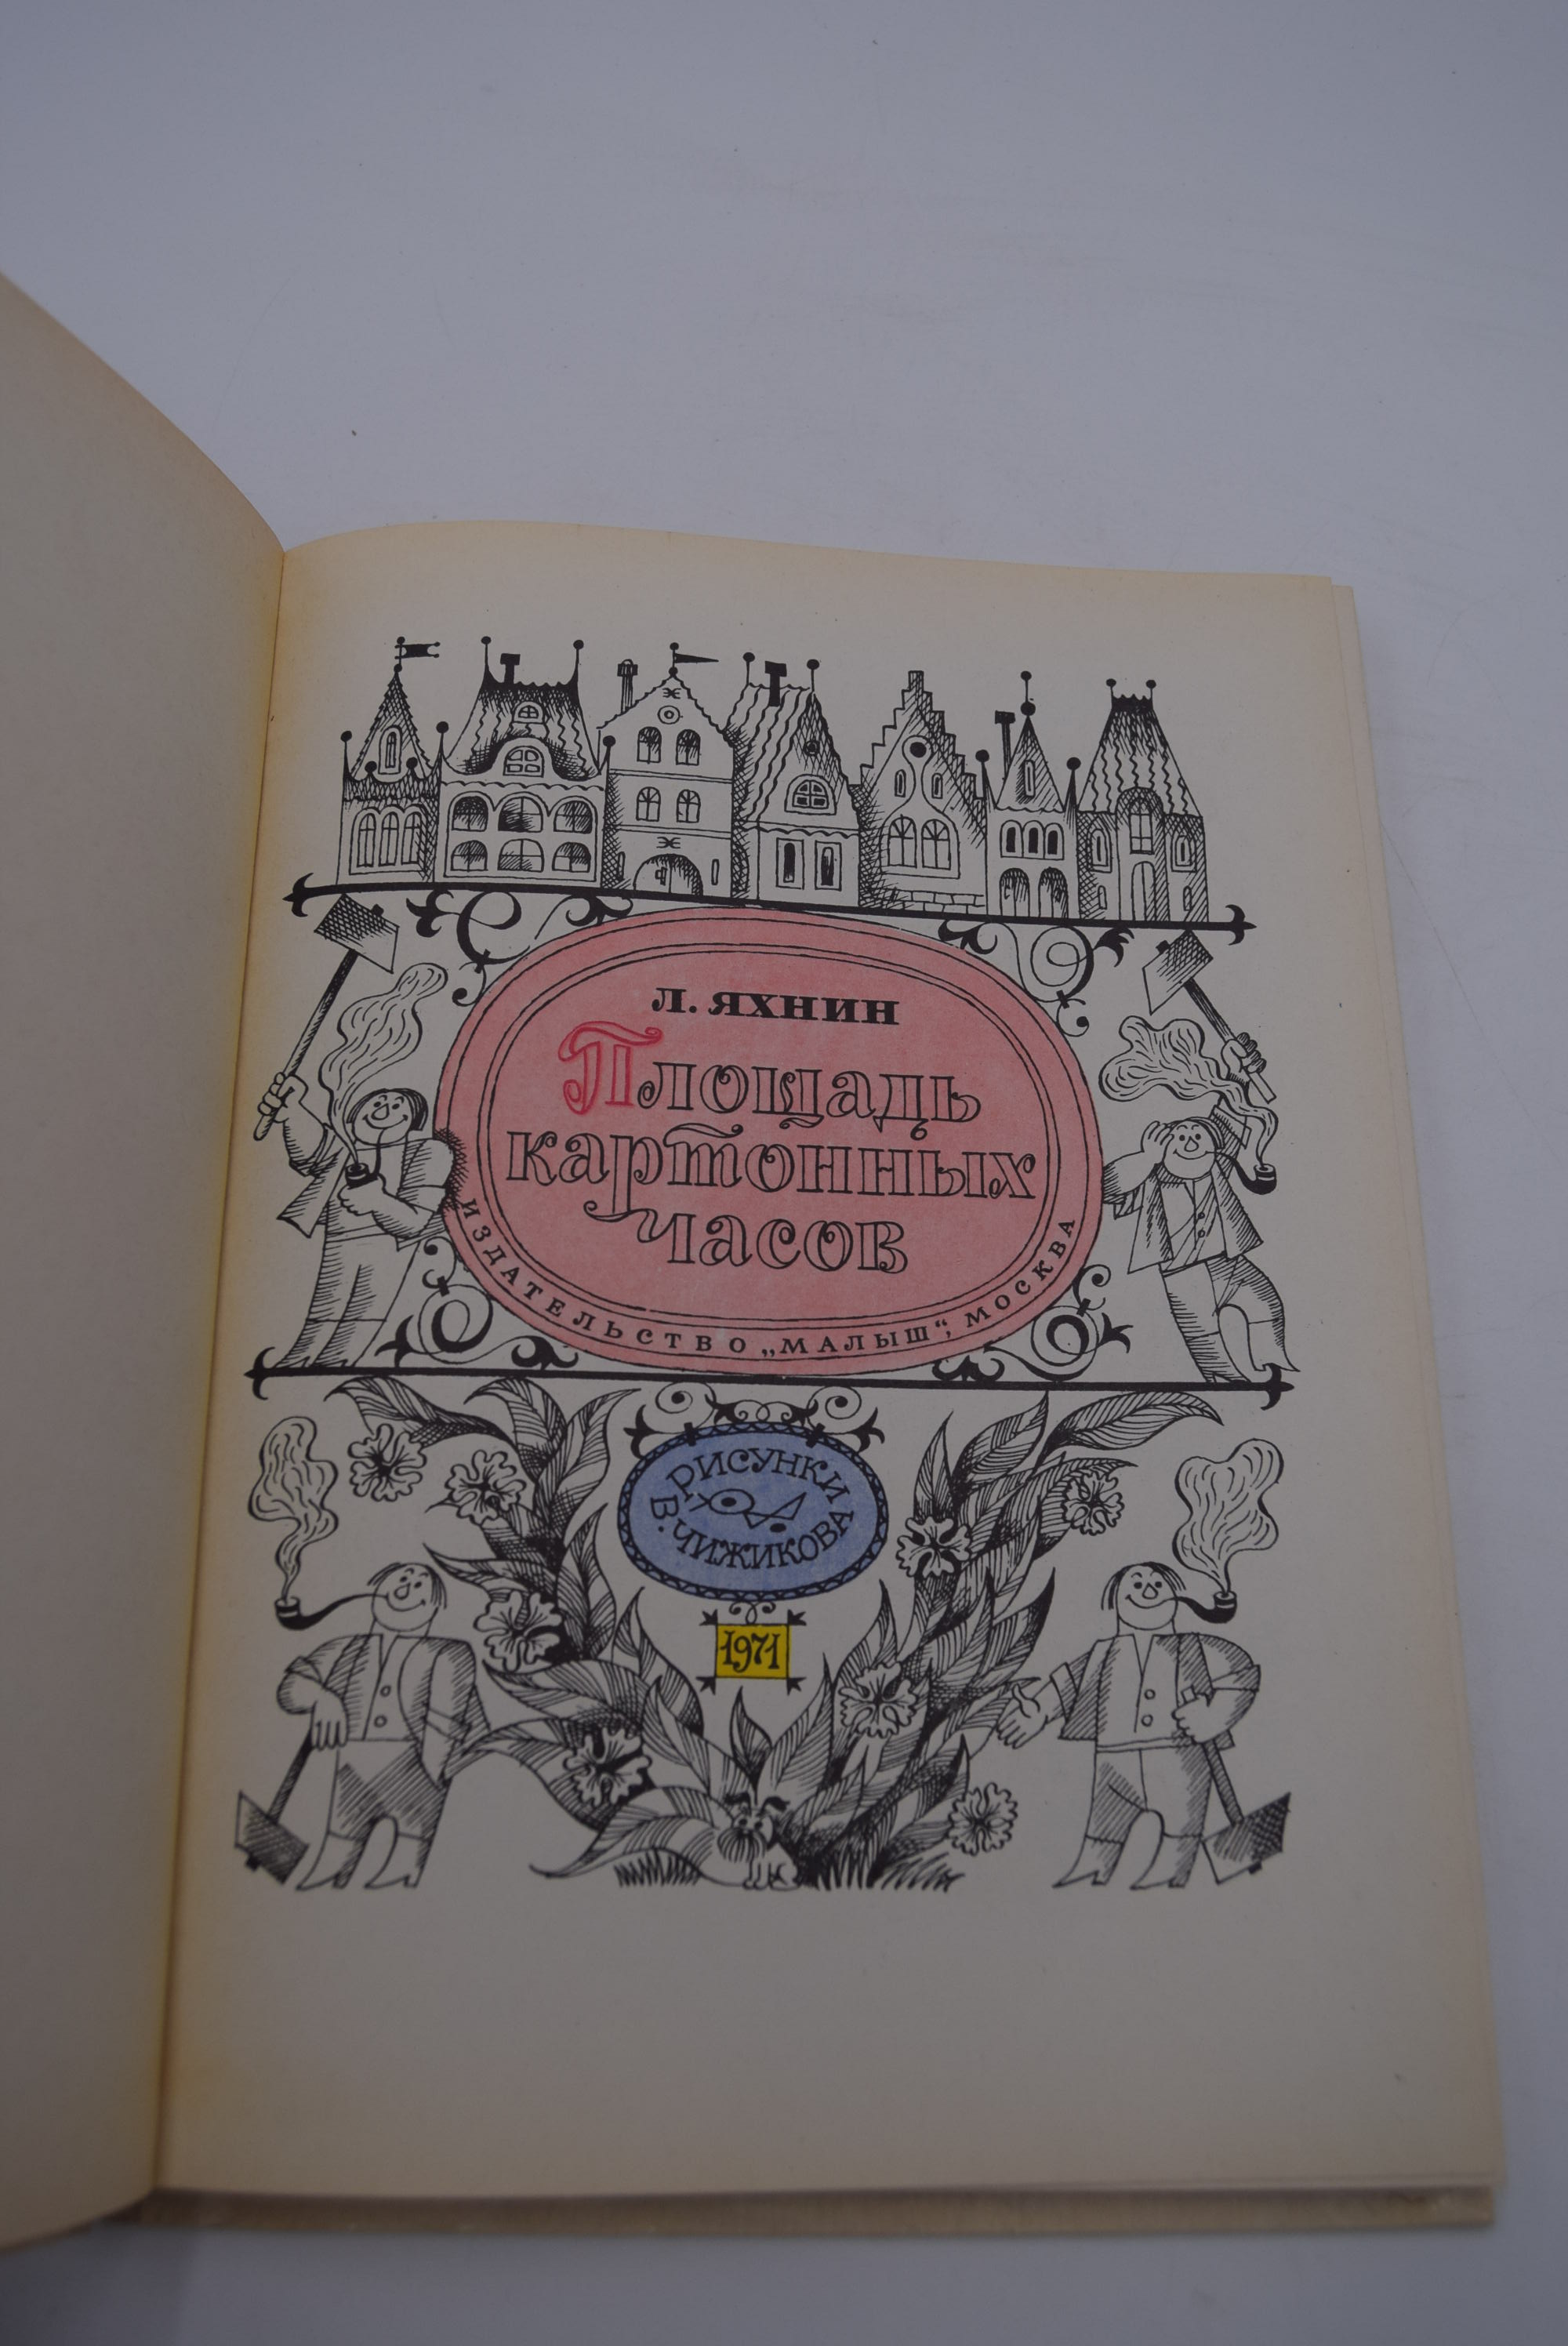 Л. ЯХНИН
Площадь
картонных
часов
ИЗДАТЕЛЬСТВО „МАЛЫШ“, МОСКВА
РИСУНКИ
В. ЧИЖИКОВА
1971